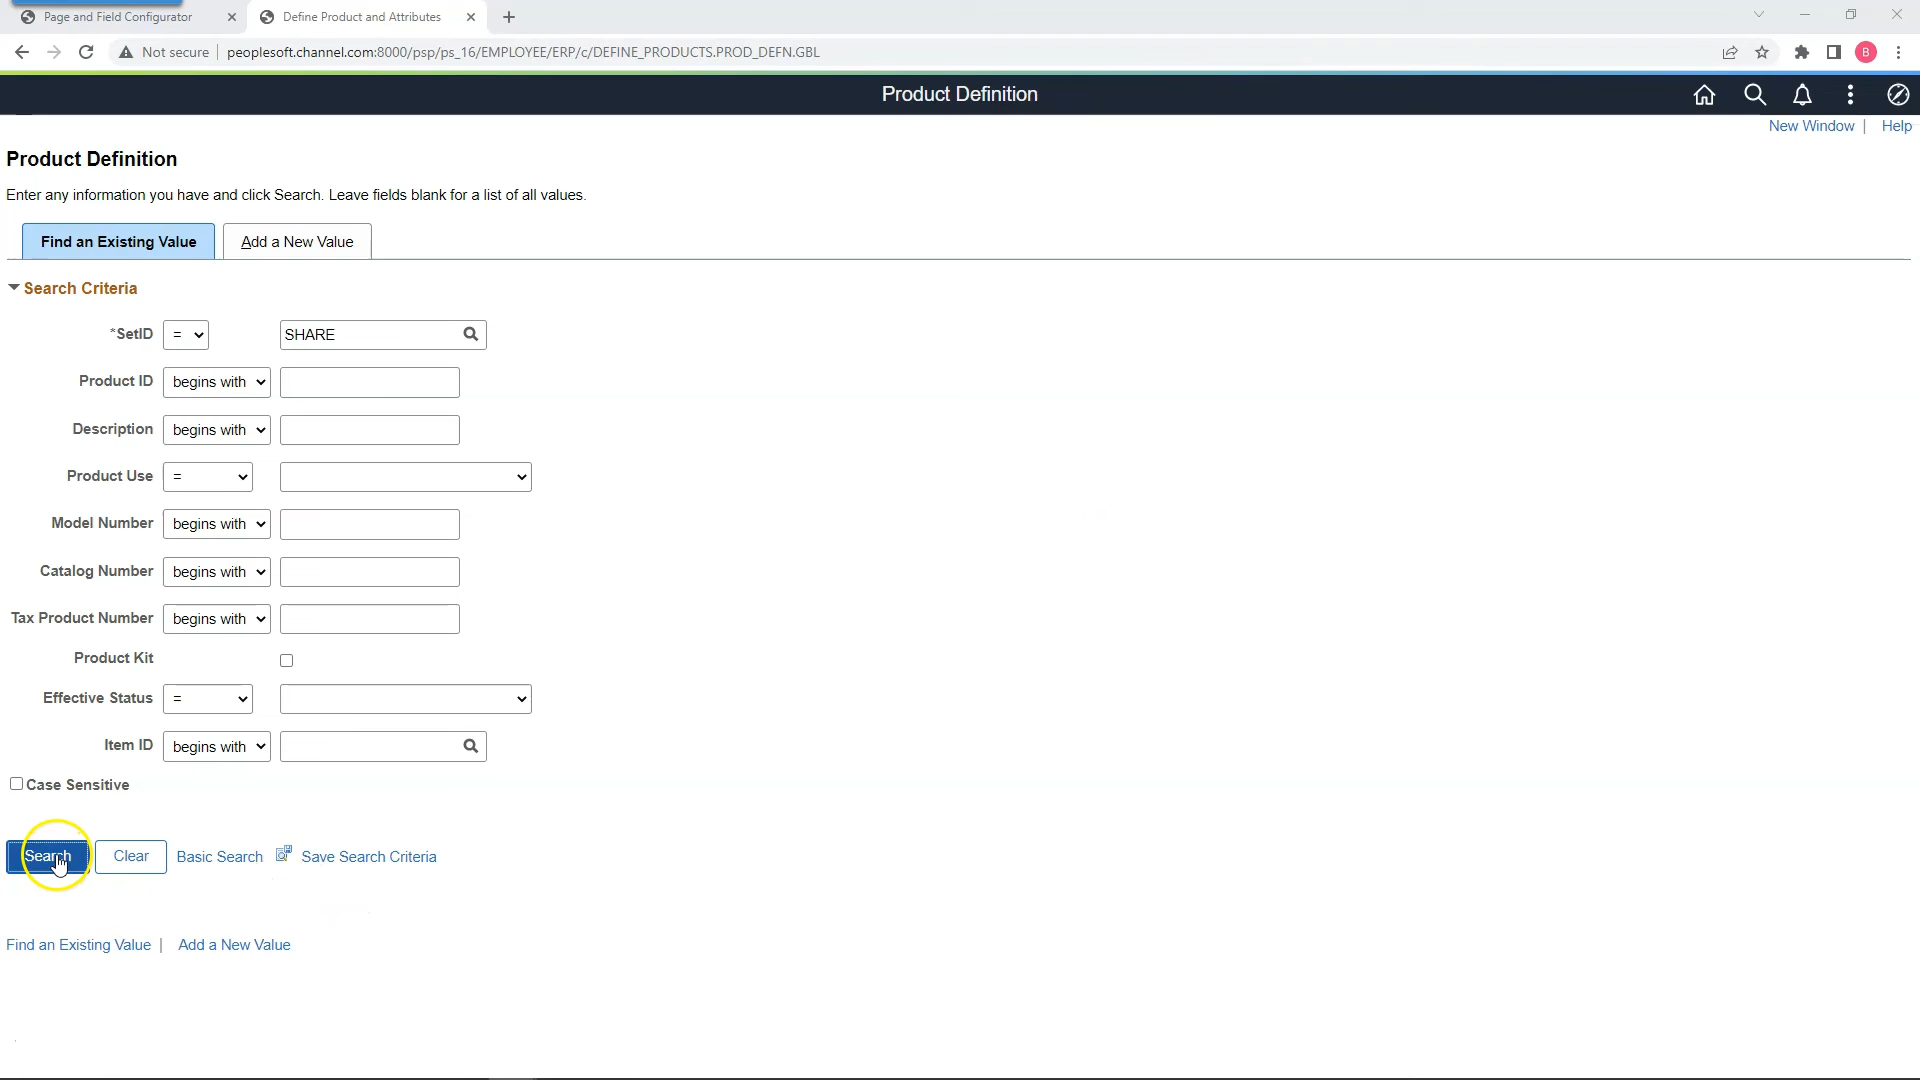 Page and Field Configurator
Define Product and Attributes
Not secure
peoplesoft.channel.com:8000/psp/ps_16/EMPLOYEE/ERP/c/DEFINE_PRODUCTS.PROD_DEFN.GBL
B
Product Definition
New Window | Help
Product Definition
Enter any information you have and click Search. Leave fields blank for a list of all values.
Find an Existing Value
Add a New Value
Search Criteria
*SetID = SHARE
Product ID begins with
Description begins with
Product Use =
Model Number begins with
Catalog Number begins with
Tax Product Number begins with
Product Kit
Effective Status =
Item ID begins with
Case Sensitive
Search Clear Basic Search Save Search Criteria
Find an Existing Value | Add a New Value